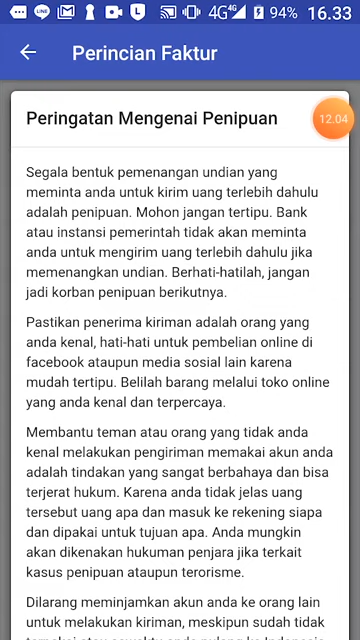 4G 4G 94% 16.33
Perincian Faktur
Peringatan Mengenai Penipuan
12.04
Segala bentuk pemenangan undian yang
meminta anda untuk kirim uang terlebih dahulu
adalah penipuan. Mohon jangan tertipu. Bank
atau instansi pemerintah tidak akan meminta
anda untuk mengirim uang terlebih dahulu jika
memenangkan undian. Berhati-hatilah, jangan
jadi korban penipuan berikutnya.
Pastikan penerima kiriman adalah orang yang
anda kenal, hati-hati untuk pembelian online di
facebook ataupun media sosial lain karena
mudah tertipu. Belilah barang melalui toko online
yang anda kenal dan terpercaya.
Membantu teman atau orang yang tidak anda
kenal melakukan pengiriman memakai akun anda
adalah tindakan yang sangat berbahaya dan bisa
terjerat hukum. Karena anda tidak jelas uang
tersebut uang apa dan masuk ke rekening siapa
dan dipakai untuk tujuan apa. Anda mungkin
akan dikenakan hukuman penjara jika terkait
kasus penipuan ataupun terorisme.
Dilarang meminjamkan akun anda ke orang lain
untuk melakukan kiriman, meskipun sudah tidak